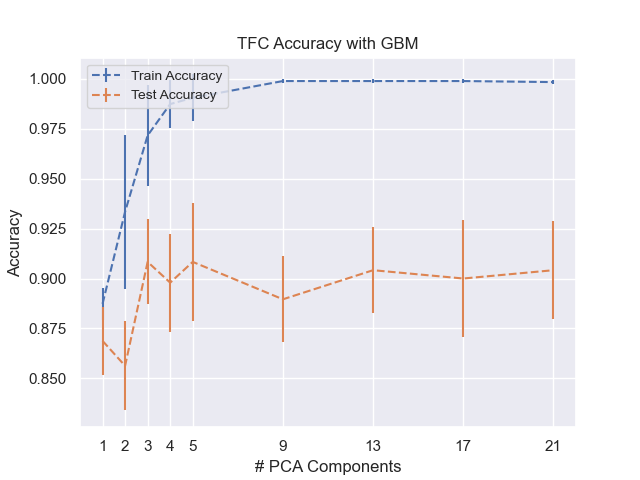 TFC Accuracy with GBM
Train Accuracy
Test Accuracy
1.000
0.975
0.950
0.925
0.900
0.875
0.850
Accuracy
1 2 3 4 5 9 13 17 21
# PCA Components